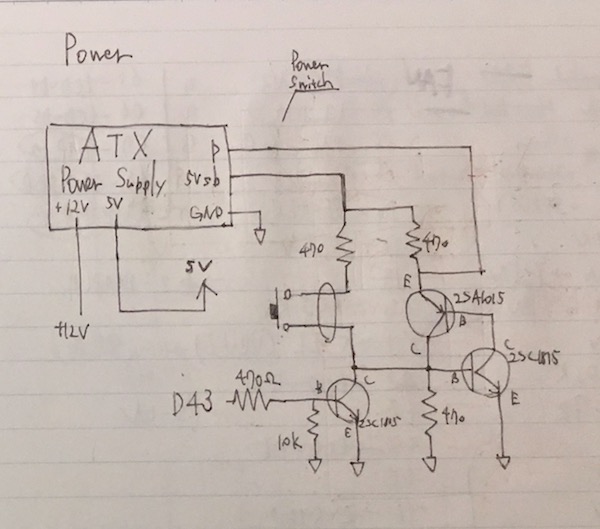 Power
Power
Switch
ATX
P
Power Supply
5Vsb
+12V 5V
GND
470
470
5V
E
2SA1015
B
+12V
C
C
2SC1815
B
470Ω
C
D43
B
E
2SC1815
E
470
10K